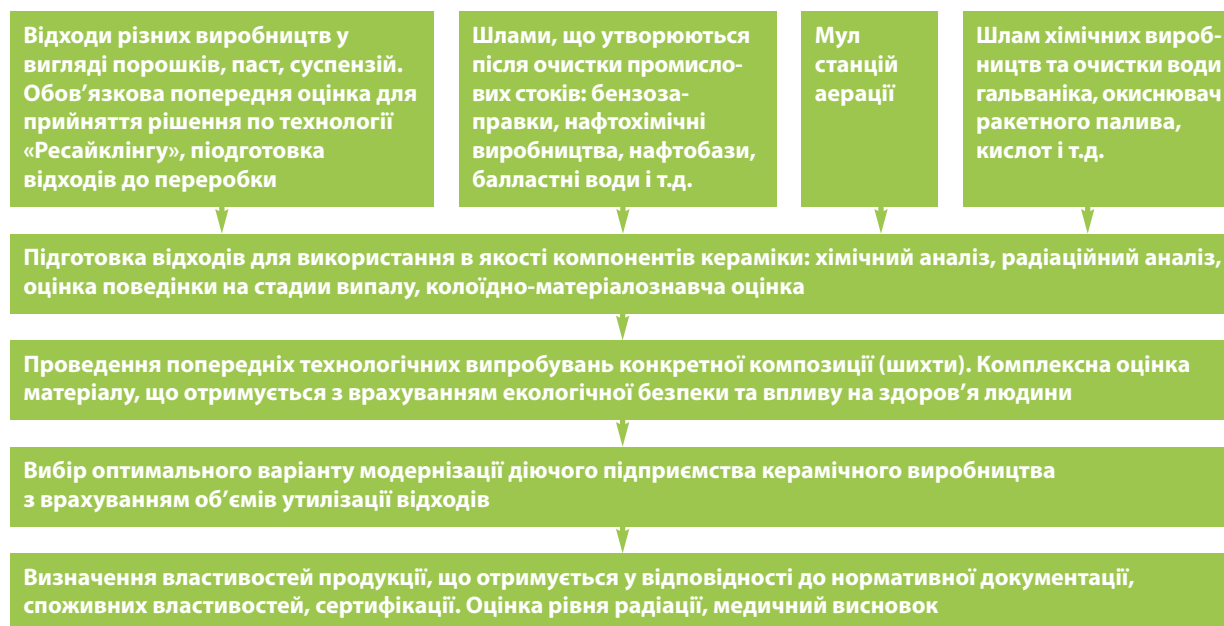 Відходи різних виробництв у
вигляді порошків, паст, суспензій.
Обов’язкова попередня оцінка для
прийняття рішення по технології
«Ресайклінгу», піодготовка
відходів до переробки
Шлами, що утворюються
після очистки промисло-
вих стоків: бензоза-
правки, нафтохімічні
виробництва, нафтобази,
балластні води і т.д.
Мул
станцій
аерації
Шлам хімічних вироб-
ництв та очистки води
гальваніка, окиснювач
ракетного палива,
кислот і т.д.
Підготовка відходів для використання в якості компонентів кераміки: хімічний аналіз, радіаційний аналіз,
оцінка поведінки на стадии випалу, колоїдно-матеріалознавча оцінка
Проведення попередніх технологічних випробувань конкретної композиції (шихти). Комплексна оцінка
матеріалу, що отримується з врахуванням екологічної безпеки та впливу на здоров’я людини
Вибір оптимального варіанту модернізації діючого підприємства керамічного виробництва
з врахуванням об’ємів утилізації відходів
Визначення властивостей продукції, що отримується у відповідності до нормативної документації,
споживних властивостей, сертифікації. Оцінка рівня радіації, медичний висновок